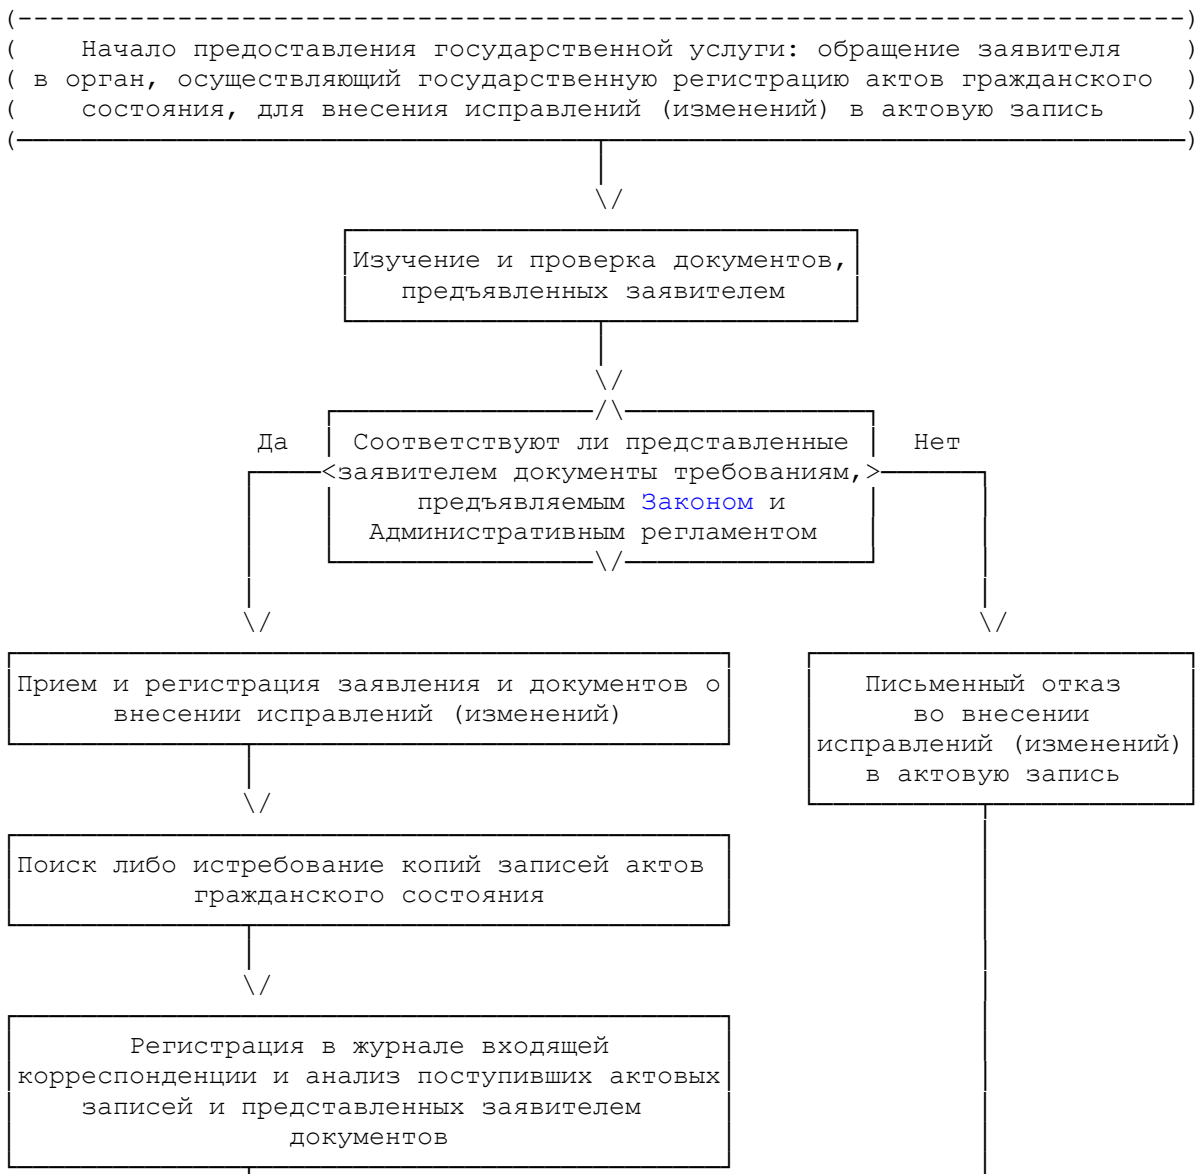 Начало предоставления государственной услуги: обращение заявителя
в орган, осуществляющий государственную регистрацию актов гражданского
состояния, для внесения исправлений (изменений) в актовую запись
Изучение и проверка документов,
предъявленных заявителем
Да
Соответствуют ли представленные
Нет
заявителем документы требованиям,
предъявляемым Законом и
Административным регламентом
Прием и регистрация заявления и документов о
внесении исправлений (изменений)
Письменный отказ
во внесении
исправлений (изменений)
в актовую запись
Поиск либо истребование копий записей актов
гражданского состояния
Регистрация в журнале входящей
корреспонденции и анализ поступивших актовых
записей и представленных заявителем
документов